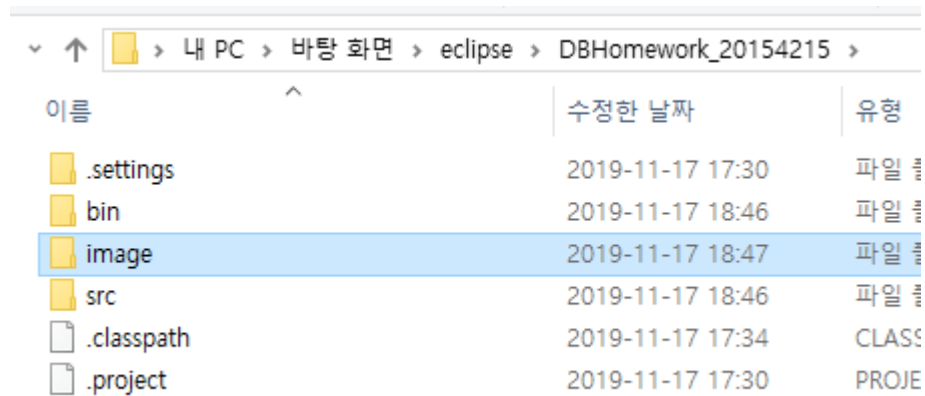 내 PC > 바탕 화면 > eclipse > DBHomework_20154215 >
이름 수정한 날짜 유형
.settings 2019-11-17 17:30 파일
bin 2019-11-17 18:46 파일
image 2019-11-17 18:47 파일
src 2019-11-17 18:46 파일
.classpath 2019-11-17 17:34 CLASS
.project 2019-11-17 17:30 PROJE